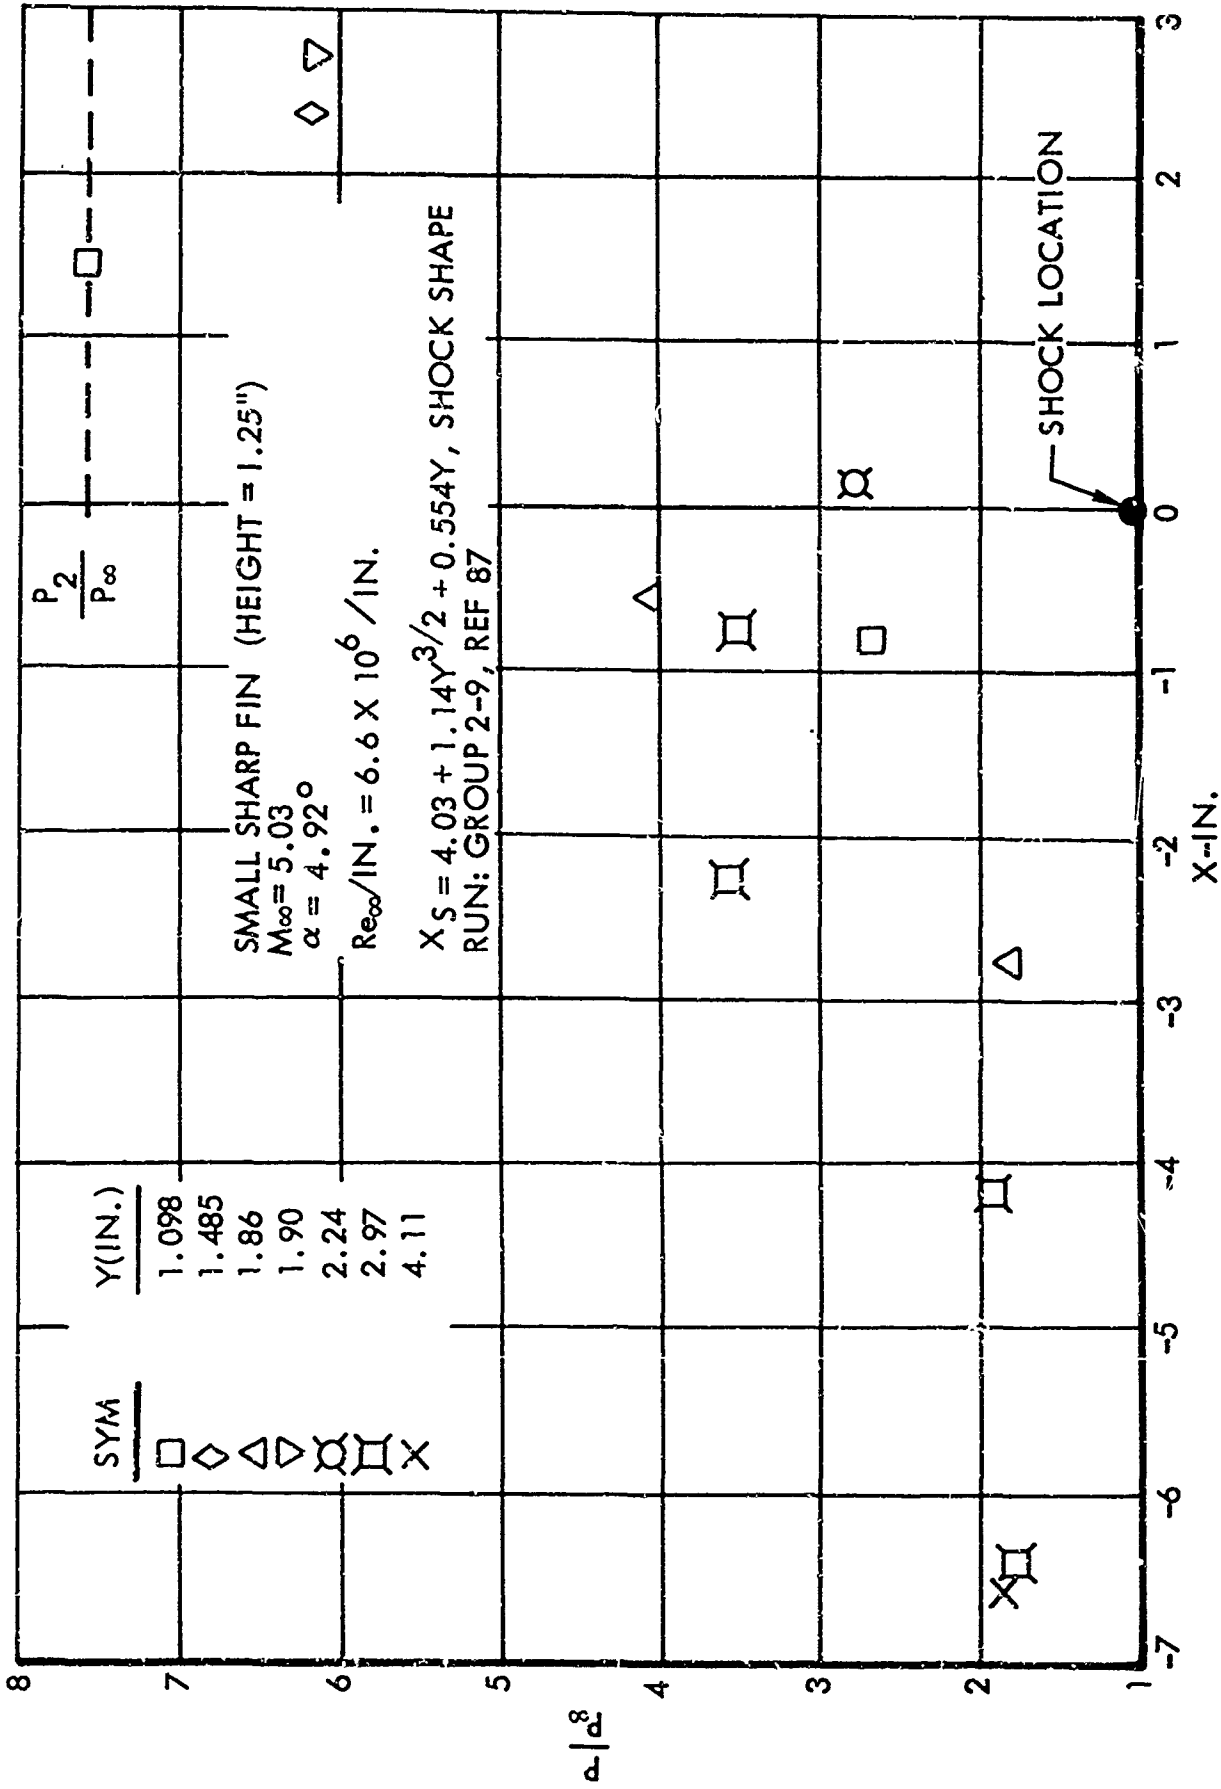 P2/P∞
SMALL SHARP FIN (HEIGHT = 1.25")
M∞ = 5.03
α = 4.92°
Re∞/IN. = 6.6 X 10^6 /IN.
XS = 4.03 + 1.14Y^3/2 + 0.554Y, SHOCK SHAPE
RUN: GROUP 2-9, REF 87
SYM Y(IN.)
□ 1.098
◇ 1.485
△ 1.86
▽ 1.90
2.24
2.97
X 4.11
SHOCK LOCATION
8
7
6
5
4
3
2
1
P/P∞
-7 -6 -5 -4 -3 -2 -1 0 1 2 3
X-IN.